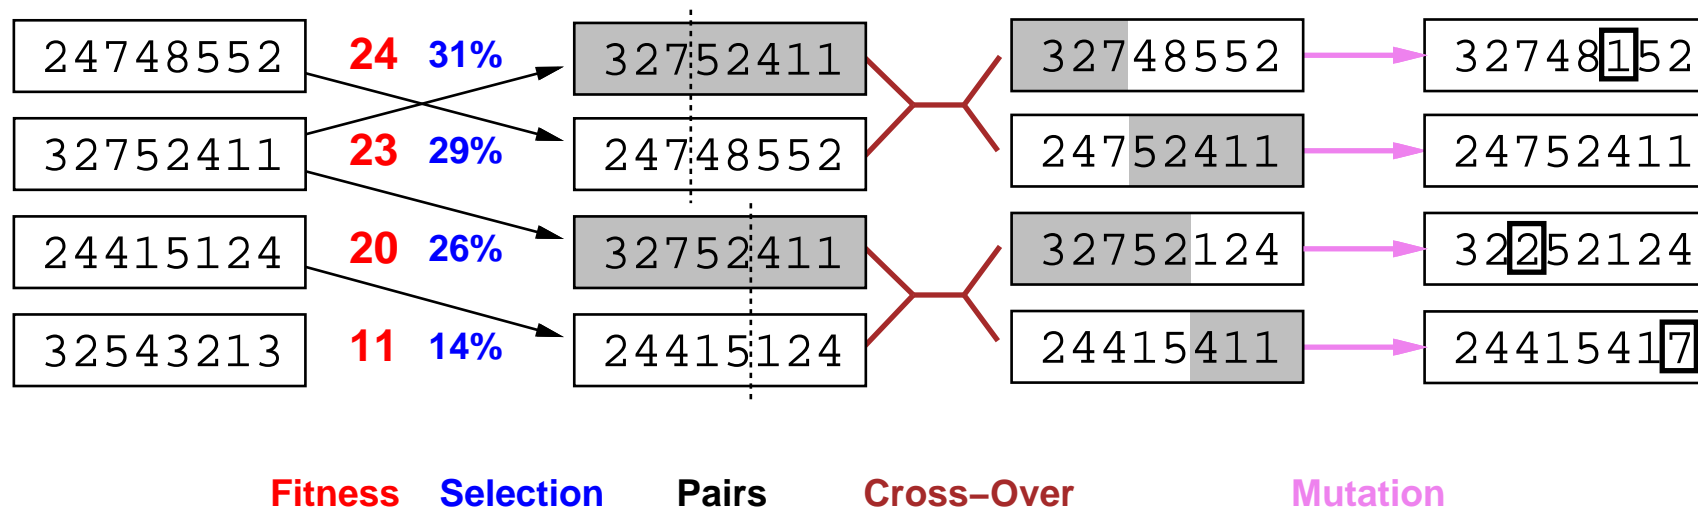 24748552 24 31% 32752411 32748552 32748152
32752411 23 29% 24748552 24752411 24752411
24415124 20 26% 32752411 32752124 32252124
32543213 11 14% 24415124 24415411 24415417
Fitness Selection Pairs Cross–Over Mutation